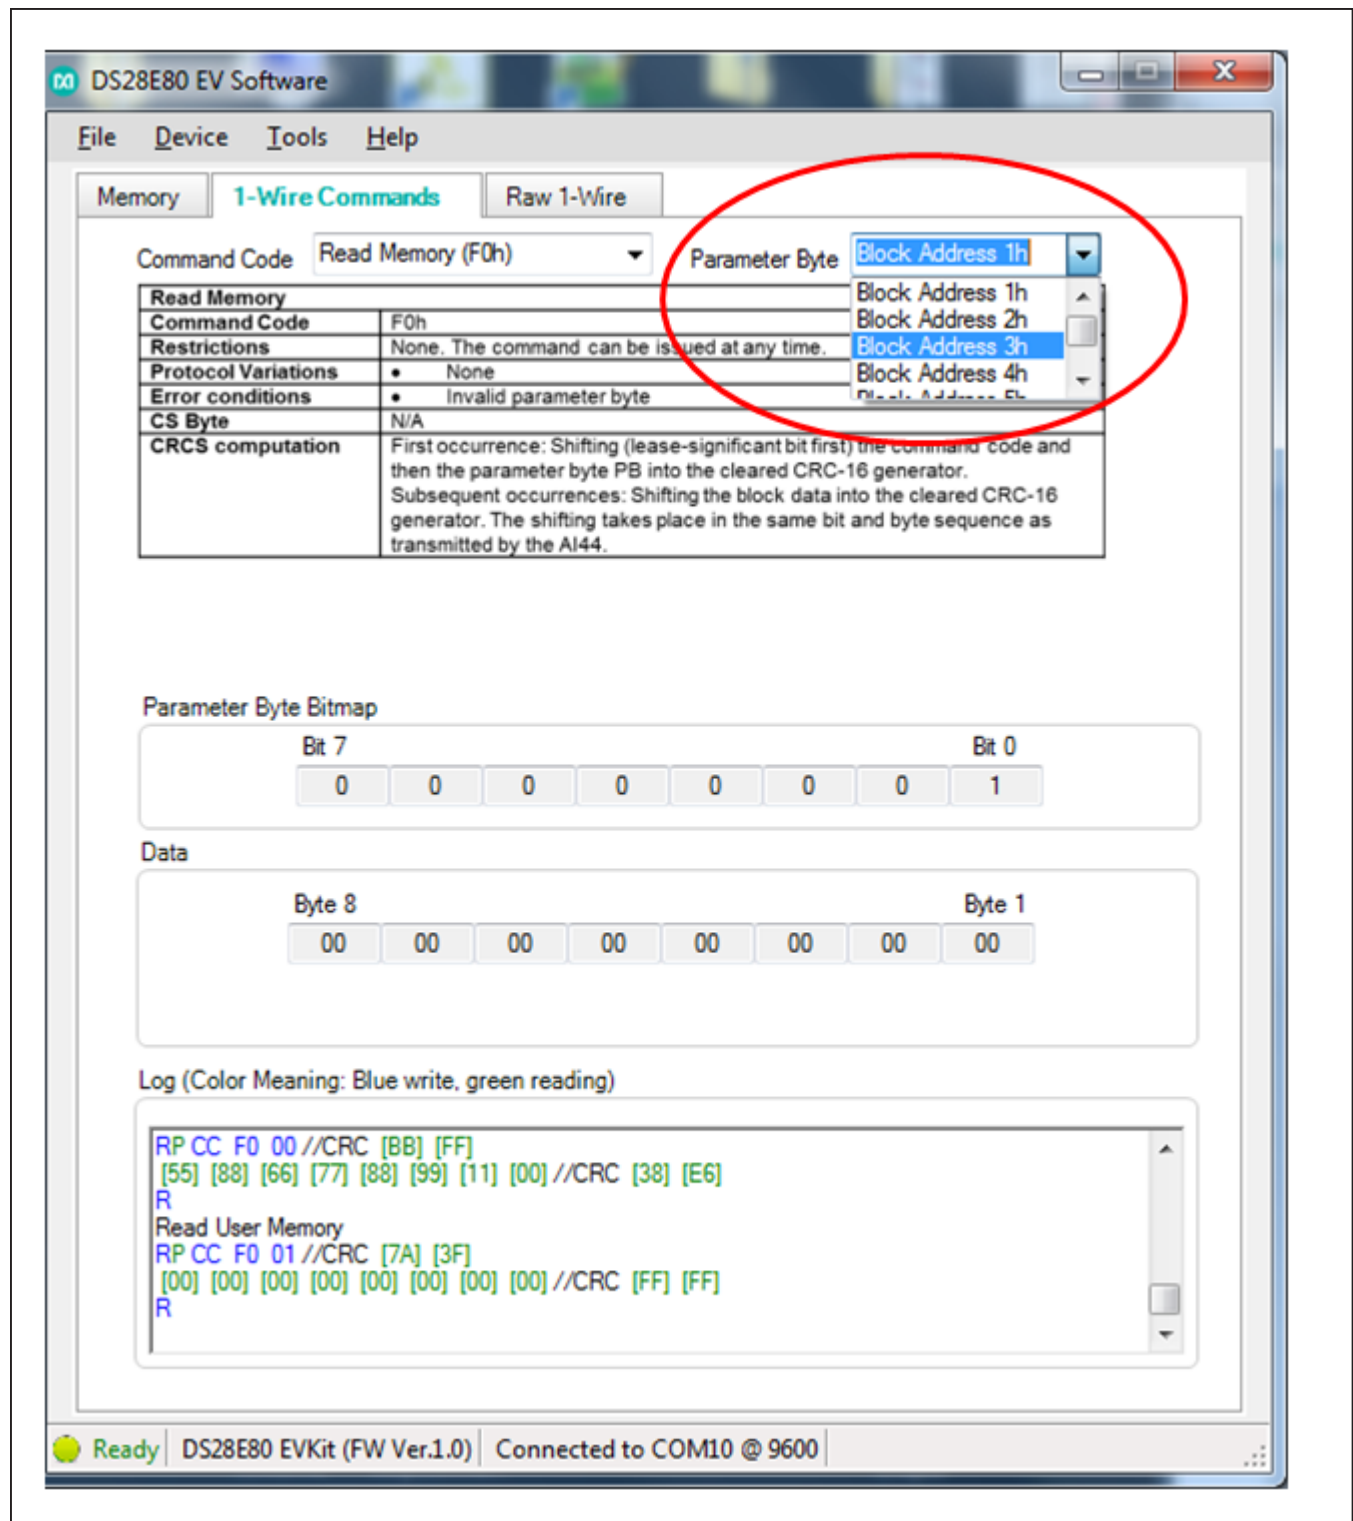 DS28E80 EV Software
File Device Tools Help
Memory 1-Wire Commands Raw 1-Wire
Command Code Read Memory (F0h) Parameter Byte Block Address 1h
Block Address 1h
Block Address 2h
Block Address 3h
Block Address 4h
Block Address 5h
Read Memory
Command Code F0h
Restrictions None. The command can be issued at any time.
Protocol Variations • None
Error conditions • Invalid parameter byte
CS Byte N/A
CRCS computation First occurrence: Shifting (lease-significant bit first) the command code and
then the parameter byte PB into the cleared CRC-16 generator.
Subsequent occurrences: Shifting the block data into the cleared CRC-16
generator. The shifting takes place in the same bit and byte sequence as
transmitted by the AI44.
Parameter Byte Bitmap
Bit 7 Bit 0
0 0 0 0 0 0 0 1
Data
Byte 8 Byte 1
00 00 00 00 00 00 00 00
Log (Color Meaning: Blue write, green reading)
RP CC F0 00 //CRC [BB] [FF]
[55] [88] [66] [77] [88] [99] [11] [00] //CRC [38] [E6]
R
Read User Memory
RP CC F0 01 //CRC [7A] [3F]
[00] [00] [00] [00] [00] [00] [00] [00] //CRC [FF] [FF]
R
Ready DS28E80 EVKit (FW Ver.1.0) Connected to COM10 @ 9600